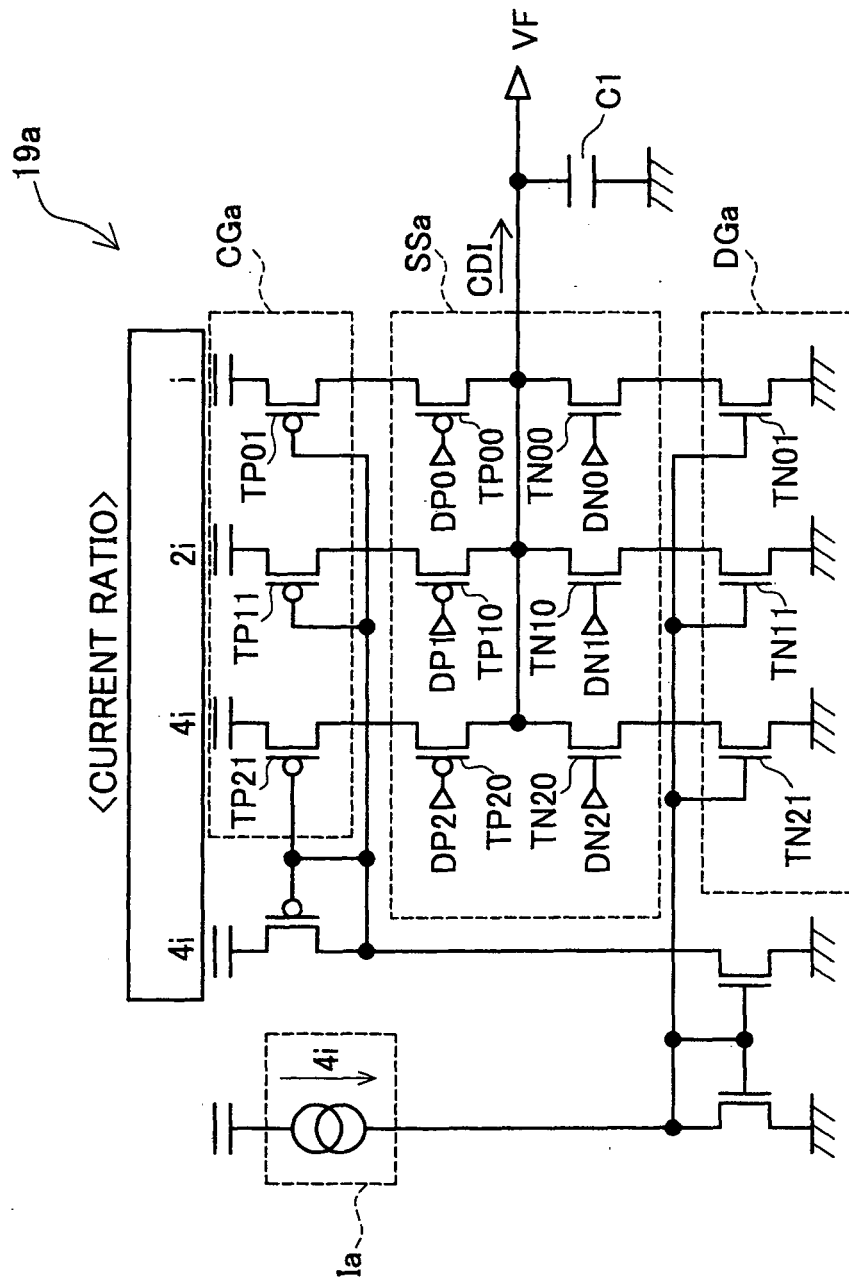 19a
<CURRENT RATIO>
4i
4i
2i
i
CGa
TP21
TP11
TP01
Ia
4i
SSa
DP2
DP1
DP0
TP20
TP10
TP00
CDI
VF
TN20
TN10
TN00
C1
DN2
DN1
DN0
DGa
TN21
TN11
TN01